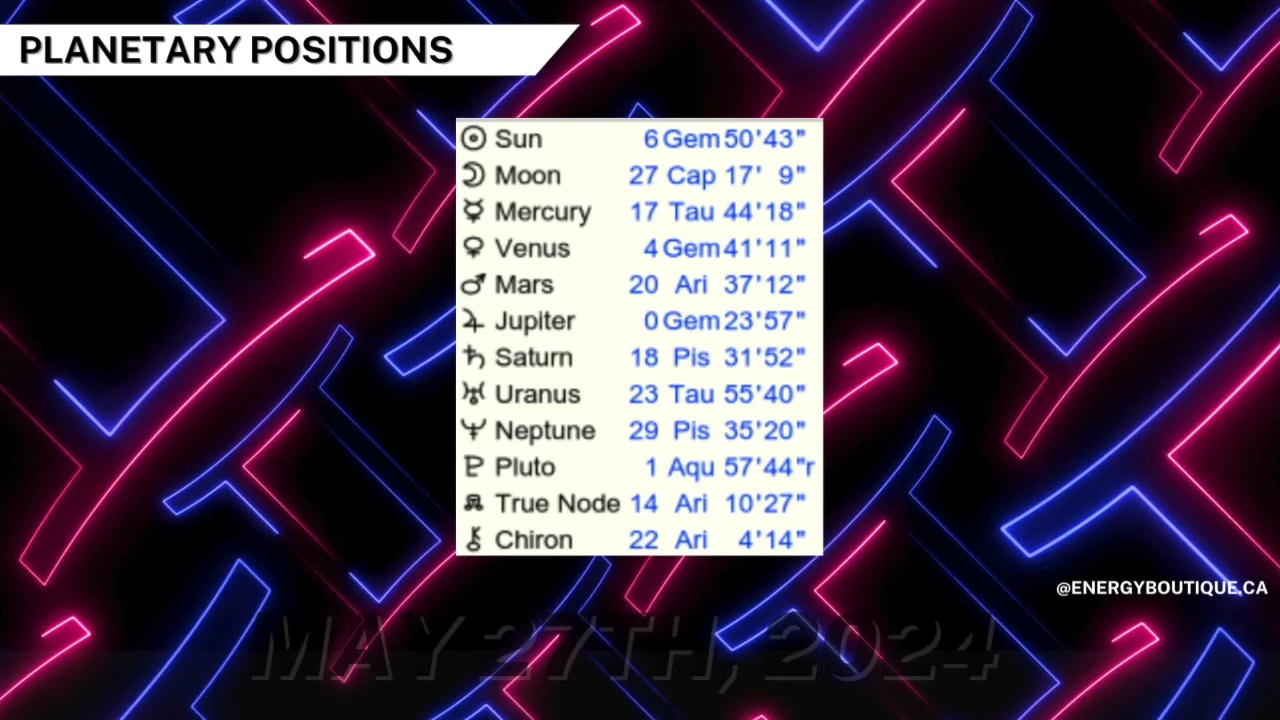 PLANETARY POSITIONS
Sun 6 Gem 50'43"
Moon 27 Cap 17' 9"
Mercury 17 Tau 44'18"
Venus 4 Gem 41'11"
Mars 20 Ari 37'12"
Jupiter 0 Gem 23'57"
Saturn 18 Pis 31'52"
Uranus 23 Tau 55'40"
Neptune 29 Pis 35'20"
Pluto 1 Aqu 57'44"r
True Node 14 Ari 10'27"
Chiron 22 Ari 4'14"
@ENERGYBOUTIQUE.CA
MAY 27TH, 2024